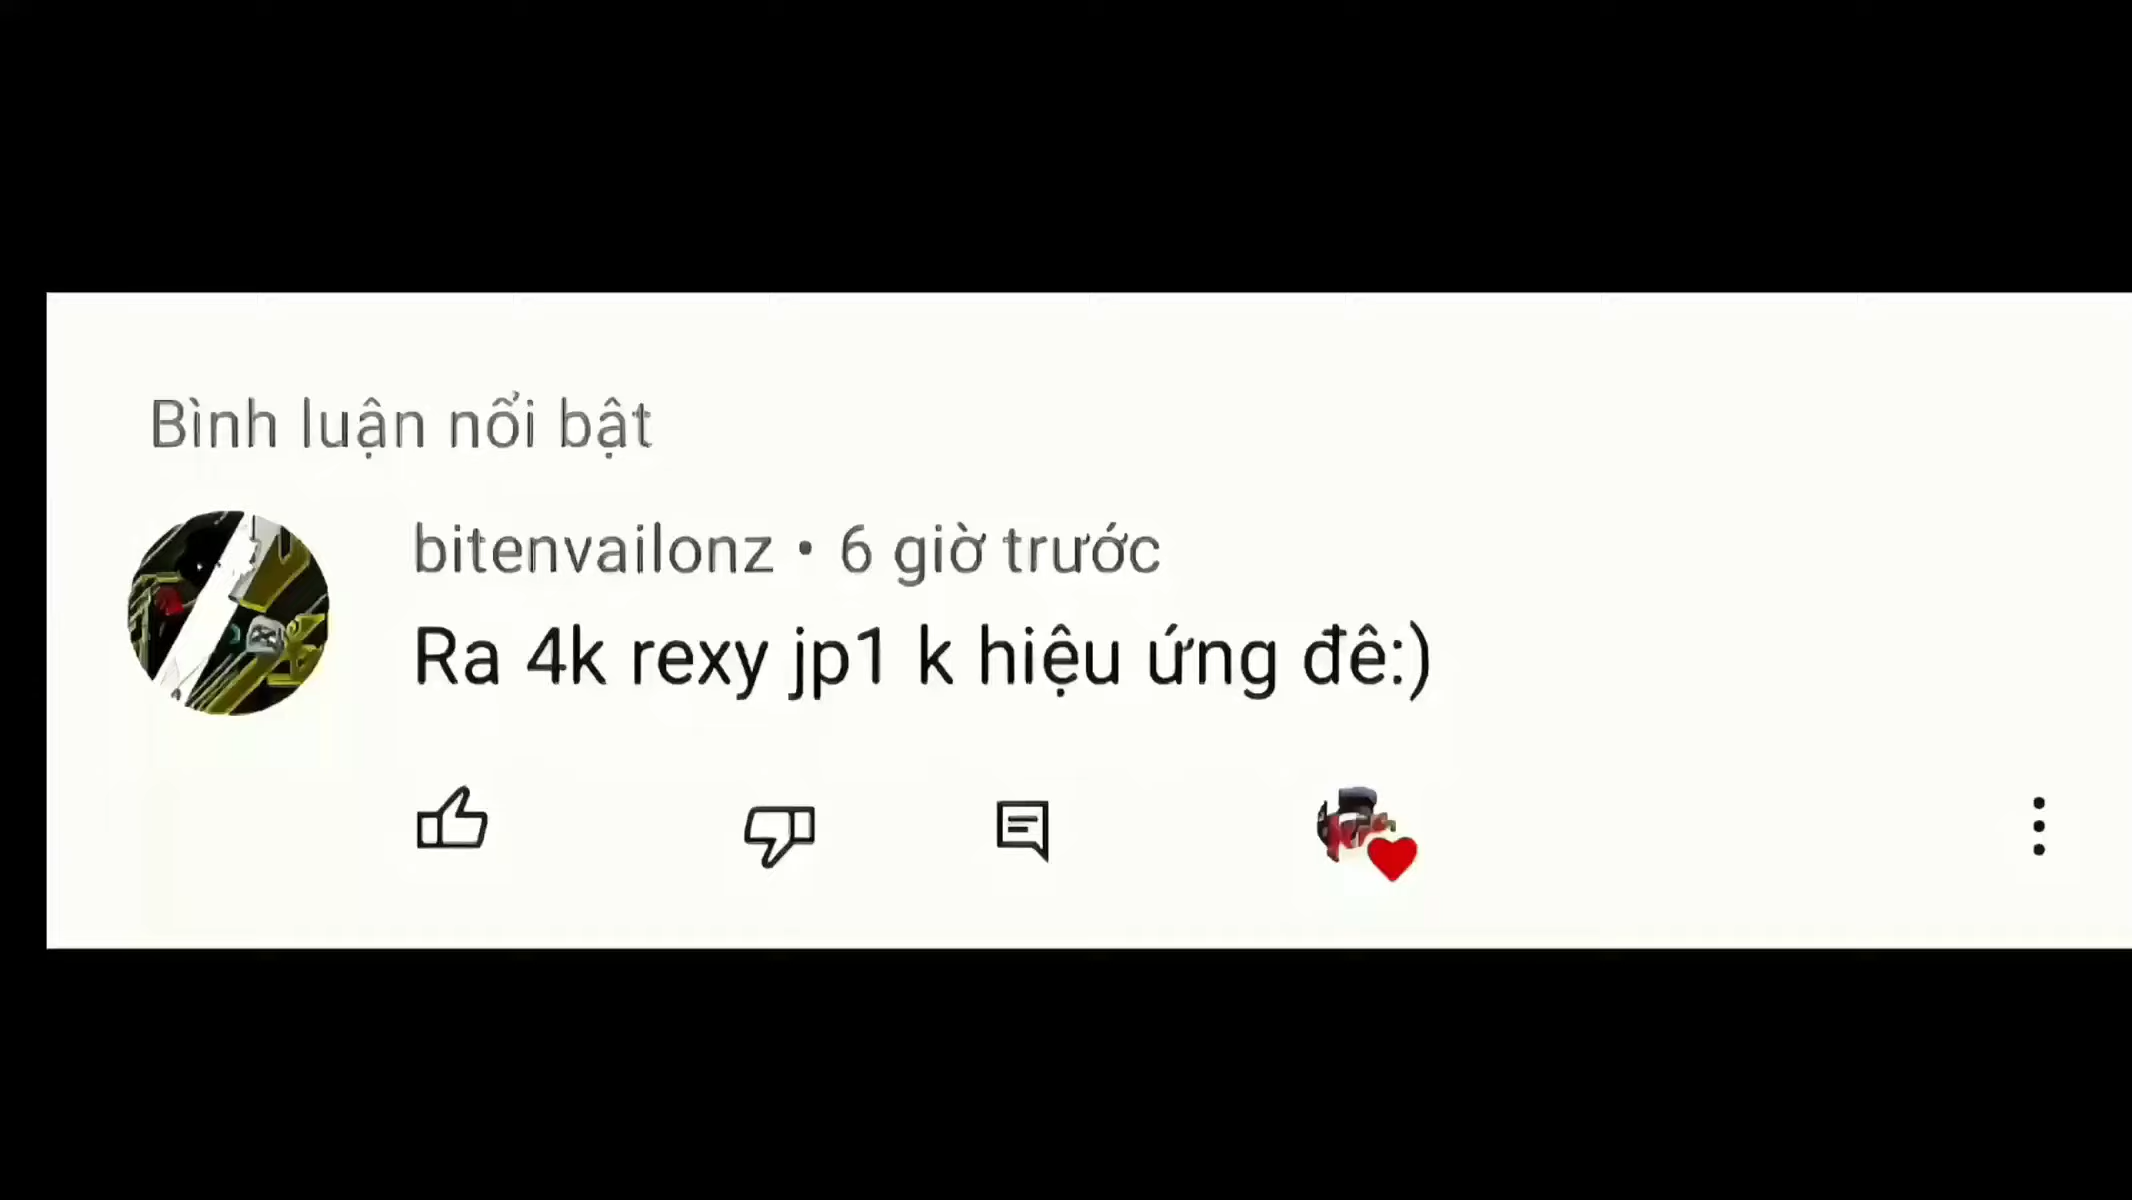 Bình luận nổi bật
bitenvailonz • 6 giờ trước
Ra 4k rexy jp1 k hiệu ứng đê:)